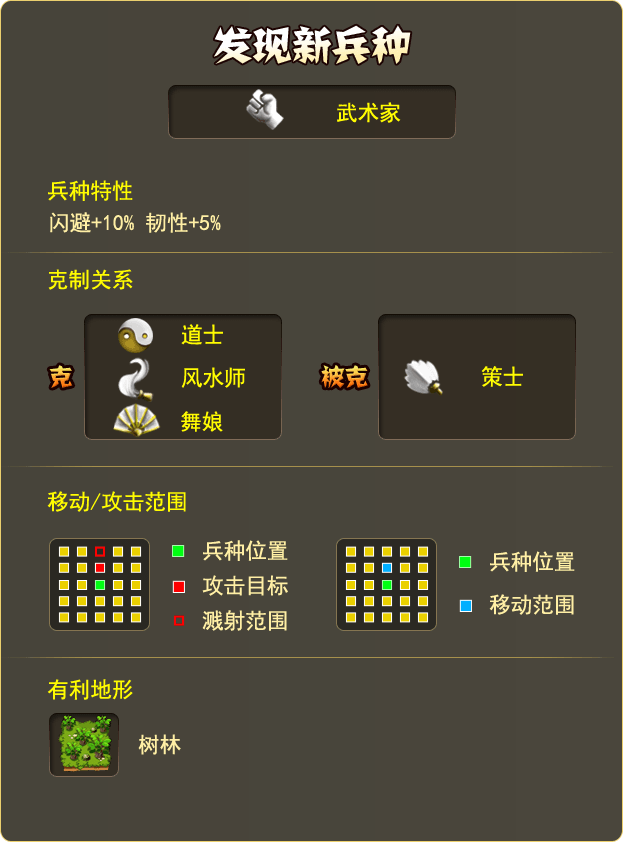 发现新兵种
武术家
兵种特性
闪避+10% 韧性+5%
克制关系
克
道士
风水师
舞娘
被克
策士
移动/攻击范围
兵种位置
攻击目标
溅射范围
兵种位置
移动范围
有利地形
树林